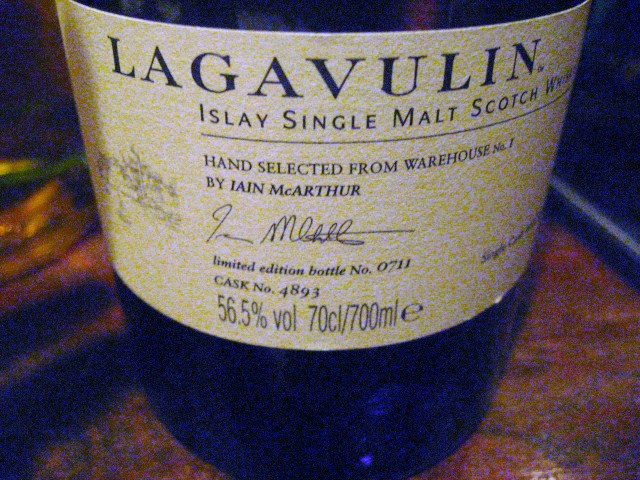 LAGAVULIN
ISLAY SINGLE MALT SCOTCH
HAND SELECTED FROM WAREHOUSE No. 1
BY IAIN McARTHUR
limited edition bottle No. 0711
CASK No. 4893
56.5% vol 70cl/700ml e
Single